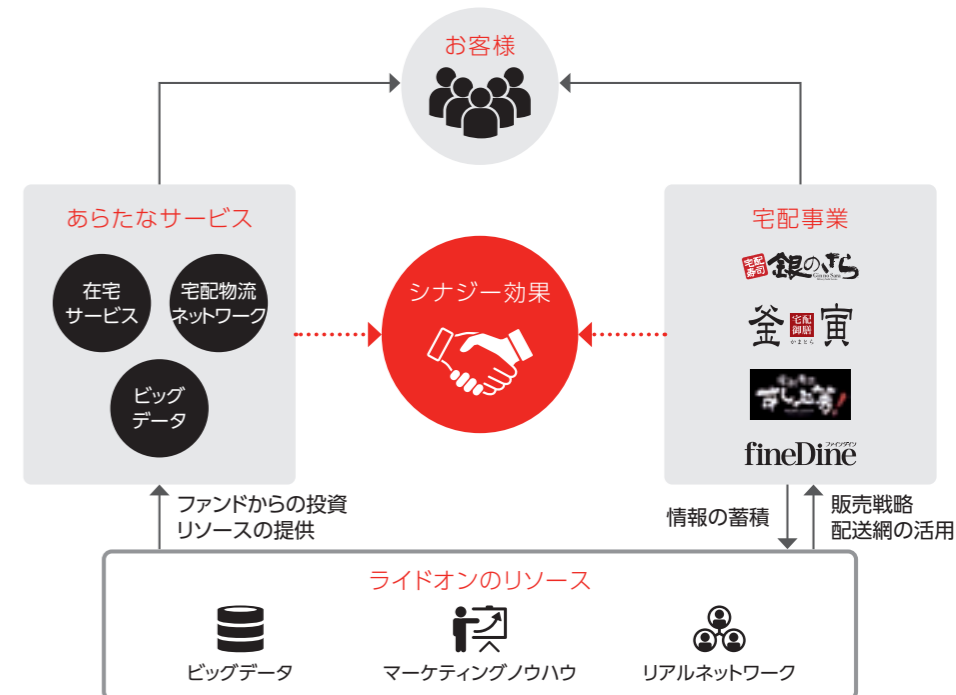 お客様
あらたなサービス
在宅
サービス
宅配物流
ネットワーク
ビッグ
データ
シナジー効果
宅配事業
宅配
寿司
銀のさら
釜
宅配
御膳
かまとら
寅
ファインダイン
fineDine
ファンドからの投資
リソースの提供
情報の蓄積
販売戦略
配送網の活用
ライドオンのリソース
ビッグデータ
マーケティングノウハウ
リアルネットワーク